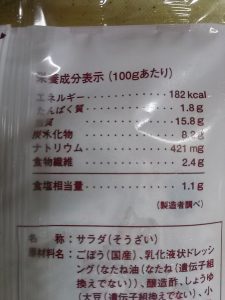 栄養成分表示 (100gあたり)
エネルギー………………182 kcal
たんぱく質………………1.8 g
脂質………………15.8 g
炭水化物………………8.2 g
ナトリウム………………421 mg
食物繊維………………2.4 g
食塩相当量………………1.1 g
(製造者調べ)
名 称:サラダ(そうざい)
原材料名:ごぼう(国産)、乳化液状ドレッシ
ング(なたね油(なたね(遺伝子
組換えでない))、醸造酢、しょうゆ
(大豆(遺伝子組換えでない)、小